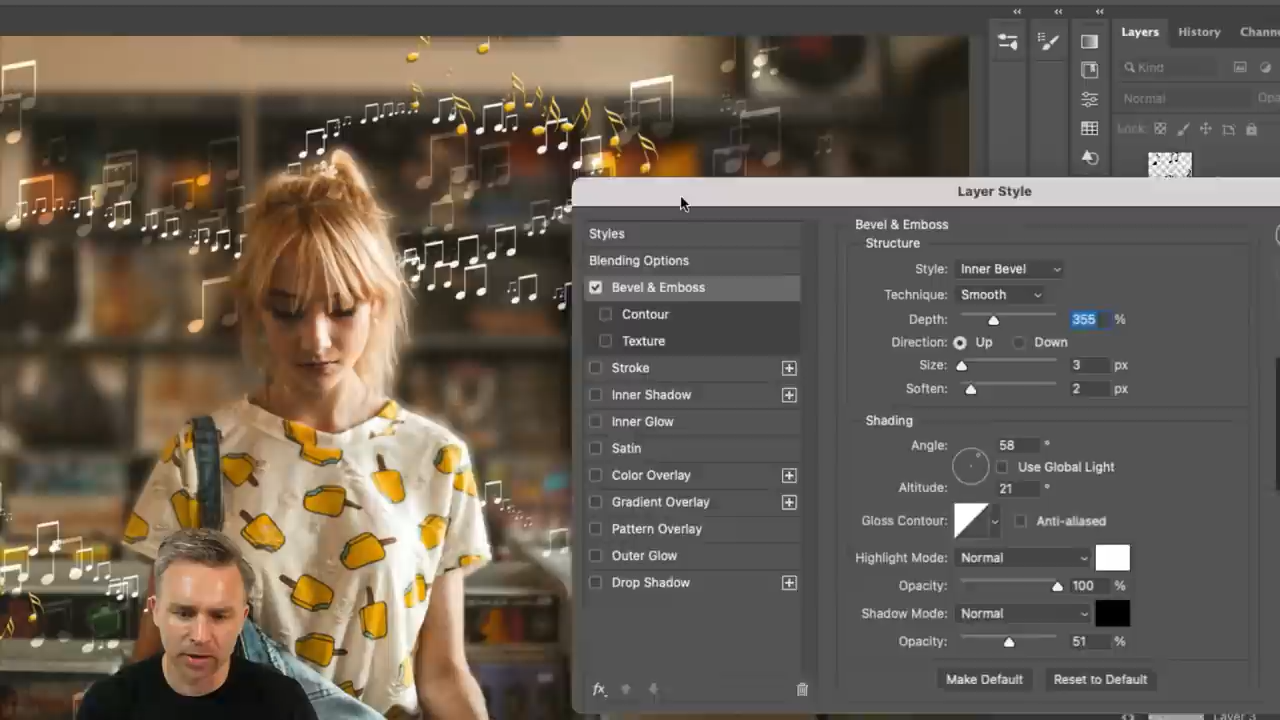 Layers History Channe
Kind
Normal Opa
Lock:
Layer Style
Styles
Blending Options
Bevel & Emboss
Contour
Texture
Stroke
Inner Shadow
Inner Glow
Satin
Color Overlay
Gradient Overlay
Pattern Overlay
Outer Glow
Drop Shadow
fx
Bevel & Emboss
Structure
Style: Inner Bevel
Technique: Smooth
Depth: 355 %
Direction: Up Down
Size: 3 px
Soften: 2 px
Shading
Angle: 58 °
Use Global Light
Altitude: 21 °
Gloss Contour: Anti-aliased
Highlight Mode: Normal
Opacity: 100 %
Shadow Mode: Normal
Opacity: 51 %
Make Default Reset to Default
Layer 3